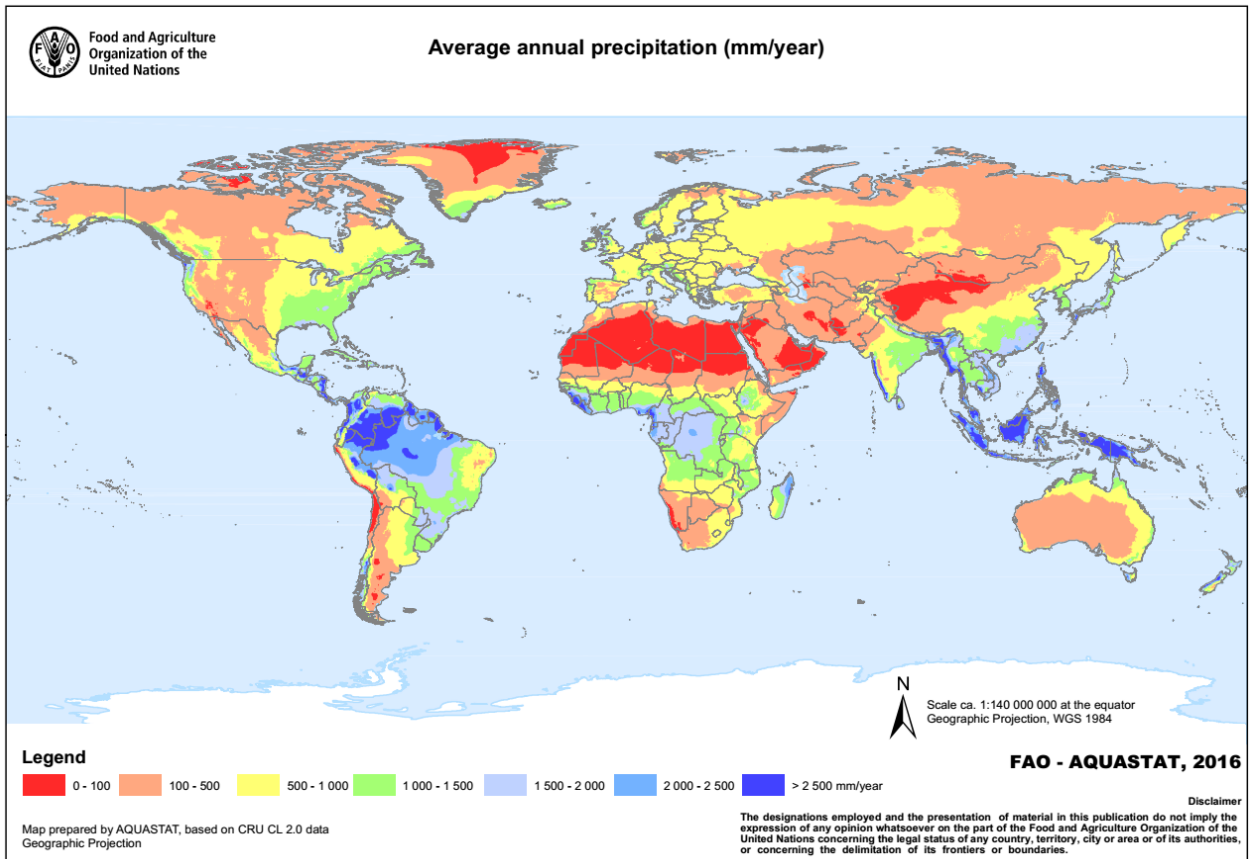 FAO
FIAT PANIS
Food and Agriculture
Organization of the
United Nations
Average annual precipitation (mm/year)
N
Scale ca. 1:140 000 000 at the equator
Geographic Projection, WGS 1984
Legend
0 - 100
100 - 500
500 - 1 000
1 000 - 1 500
1 500 - 2 000
2 000 - 2 500
> 2 500 mm/year
FAO - AQUASTAT, 2016
Map prepared by AQUASTAT, based on CRU CL 2.0 data
Geographic Projection
Disclaimer
The designations employed and the presentation of material in this publication do not imply the
expression of any opinion whatsoever on the part of the Food and Agriculture Organization of the
United Nations concerning the legal status of any country, territory, city or area or of its authorities,
or concerning the delimitation of its frontiers or boundaries.